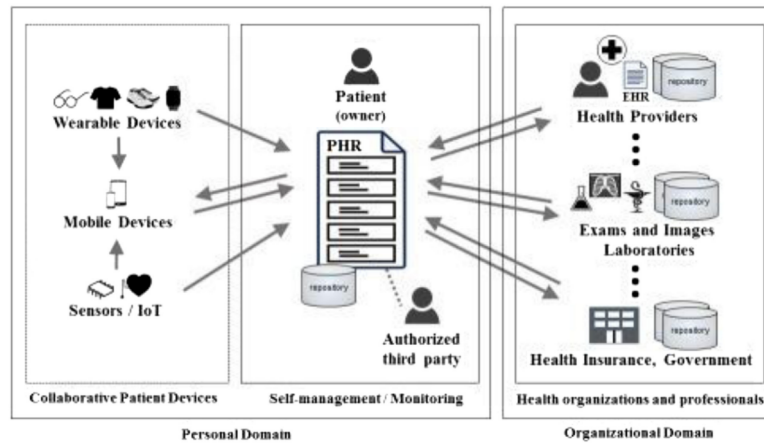 Wearable Devices
Mobile Devices
Sensors / IoT
Collaborative Patient Devices
Patient
(owner)
PHR
repository
Authorized
third party
Self-management / Monitoring
Personal Domain
EHR
repository
Health Providers
repository
Exams and Images
Laboratories
repository
Health Insurance, Government
Health organizations and professionals
Organizational Domain